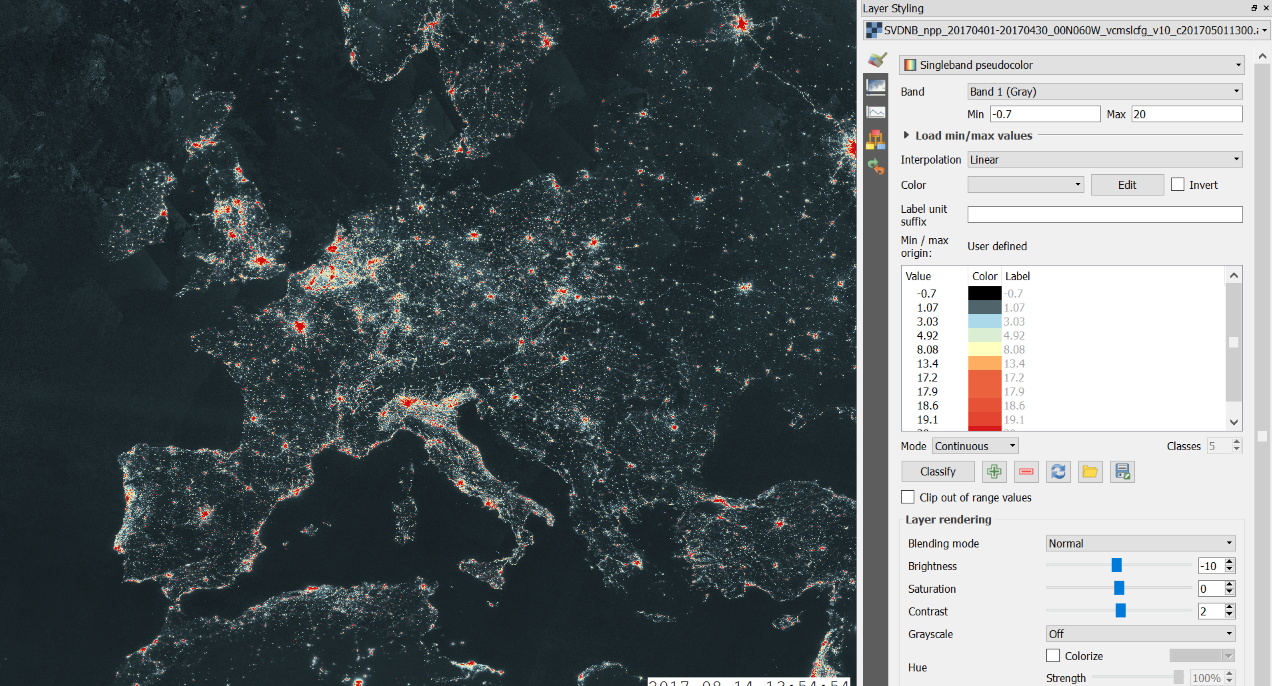 Layer Styling
SVDNB_npp_20170401-20170430_00N060W_vcmslcfg_v10_c201705011300.
Singleband pseudocolor
Band Band 1 (Gray)
Min -0.7 Max 20
Load min/max values
Interpolation Linear
Color Edit Invert
Label unit
suffix
Min / max
origin: User defined
Value Color Label
-0.7 -0.7
1.07 1.07
3.03 3.03
4.92 4.92
8.08 8.08
13.4 13.4
17.2 17.2
17.9 17.9
18.6 18.6
19.1 19.1
Mode Continuous Classes 5
Classify
Clip out of range values
Layer rendering
Blending mode Normal
Brightness -10
Saturation 0
Contrast 2
Grayscale Off
Colorize
Hue
Strength 100%
2017-08-14 12:54:54